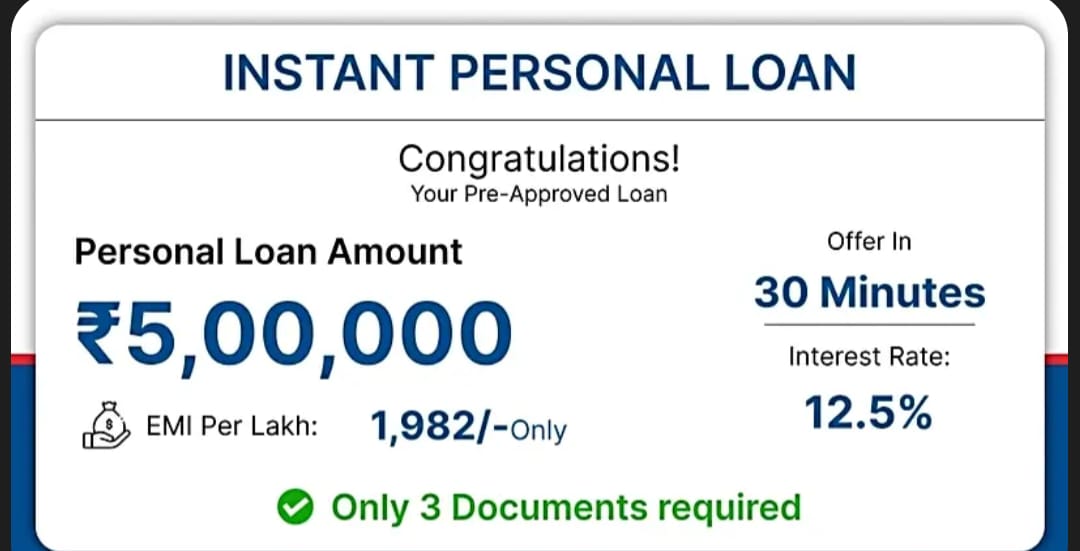 INSTANT PERSONAL LOAN
Congratulations!
Your Pre-Approved Loan
Personal Loan Amount
₹5,00,000
EMI Per Lakh: 1,982/-Only
Offer In
30 Minutes
Interest Rate:
12.5%
Only 3 Documents required